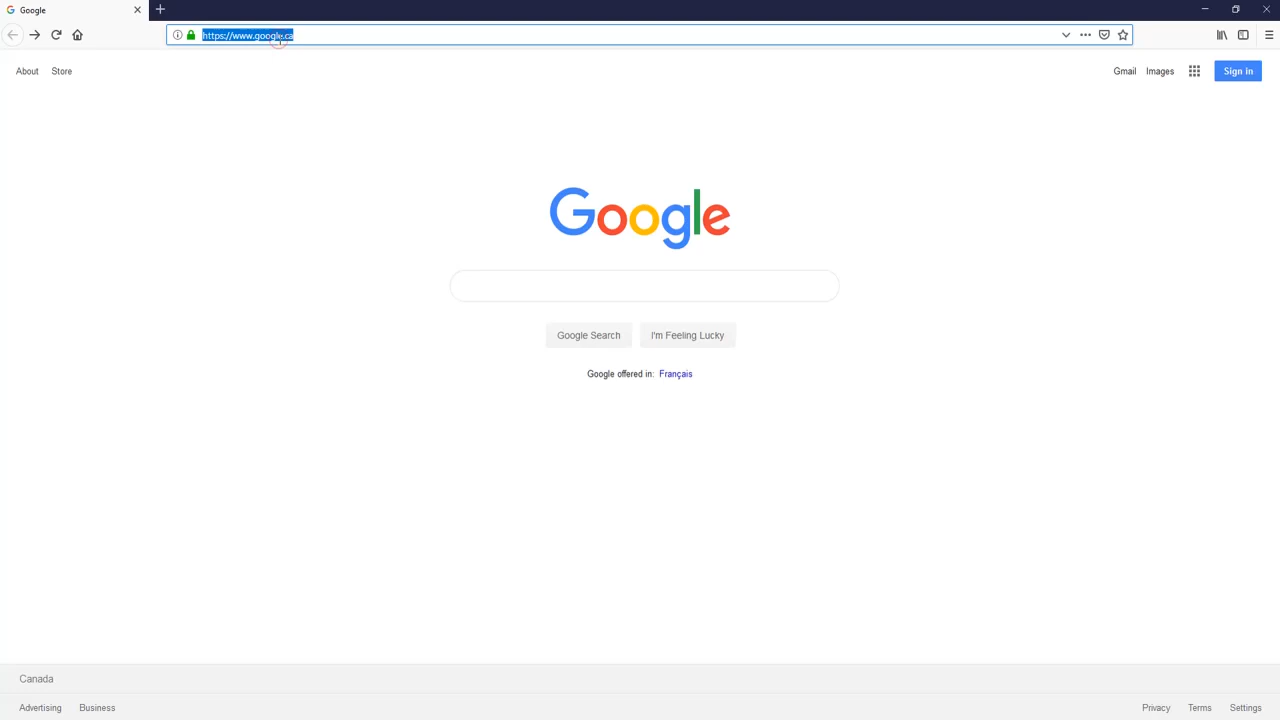 Google
https://www.google.ca
About Store
Gmail Images Sign in
Google
Google Search I'm Feeling Lucky
Google offered in: Français
Canada
Advertising Business
Privacy Terms Settings